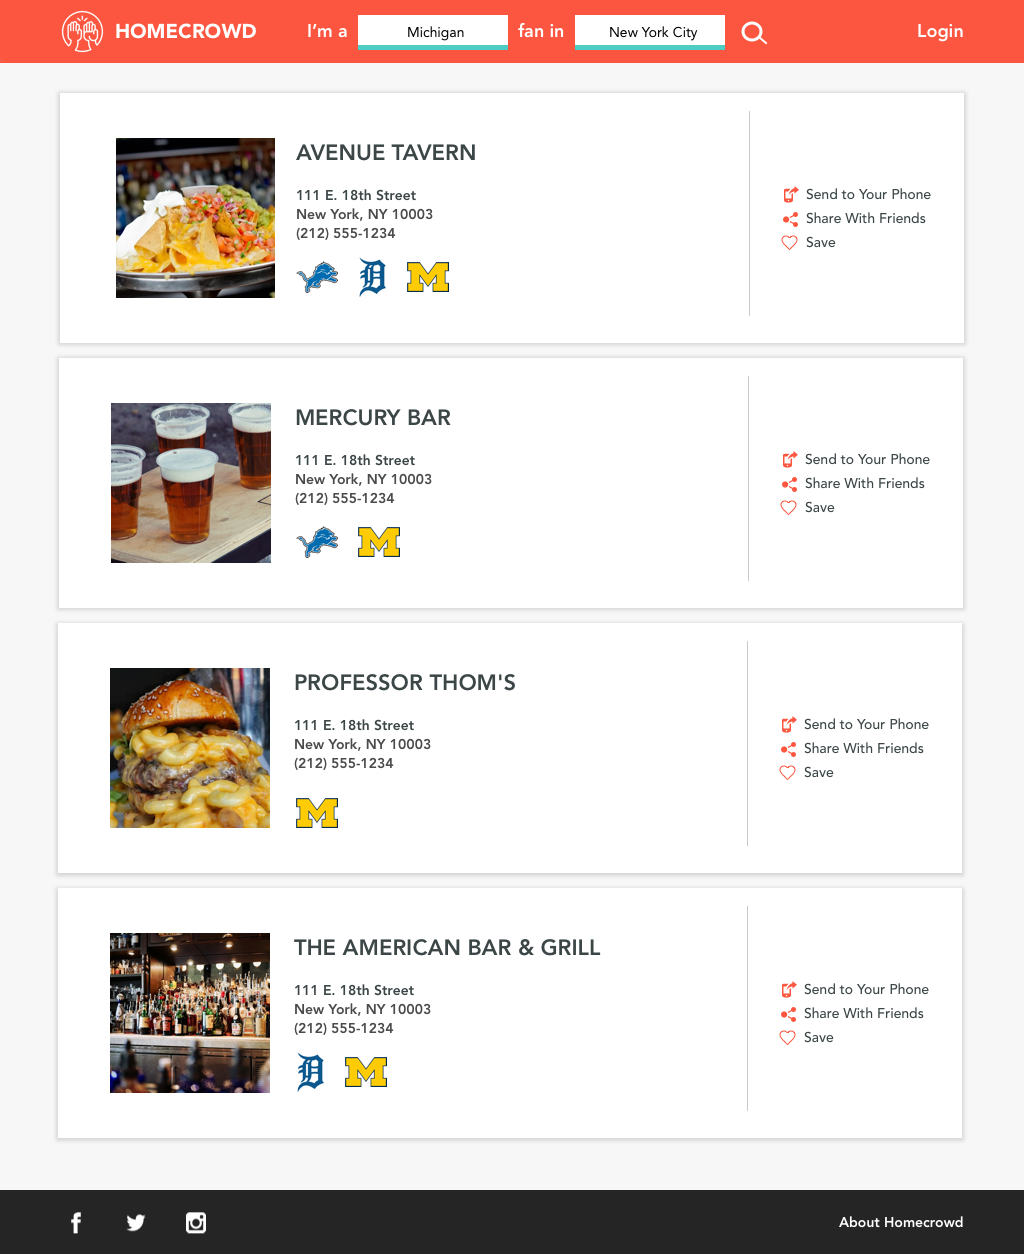 HOMECROWD I'm a Michigan fan in New York City Login
AVENUE TAVERN
111 E. 18th Street
New York, NY 10003
(212) 555-1234
D M
Send to Your Phone
Share With Friends
Save
MERCURY BAR
111 E. 18th Street
New York, NY 10003
(212) 555-1234
M
Send to Your Phone
Share With Friends
Save
PROFESSOR THOM'S
111 E. 18th Street
New York, NY 10003
(212) 555-1234
M
Send to Your Phone
Share With Friends
Save
THE AMERICAN BAR & GRILL
111 E. 18th Street
New York, NY 10003
(212) 555-1234
D M
Send to Your Phone
Share With Friends
Save
About Homecrowd